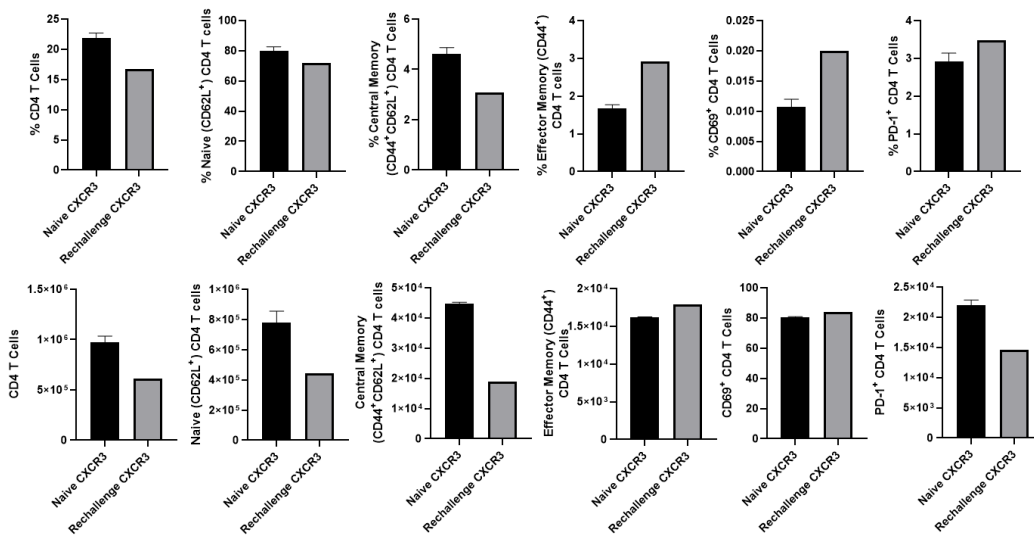 % CD4 T Cells
25
20
15
10
5
0
Naive CXCR3
Rechallenge CXCR3
% Naive (CD62L⁺) CD4 T Cells
100
80
60
40
20
0
Naive CXCR3
Rechallenge CXCR3
% Central Memory
(CD44⁺CD62L⁺) CD4 T Cells
6
4
2
0
Naive CXCR3
Rechallenge CXCR3
% Effector Memory (CD44⁺)
CD4 T cells
4
3
2
1
0
Naive CXCR3
Rechallenge CXCR3
% CD69⁺ CD4 T Cells
0.025
0.020
0.015
0.010
0.005
0.000
Naive CXCR3
Rechallenge CXCR3
% PD-1⁺ CD4 T Cells
4
3
2
1
0
Naive CXCR3
Rechallenge CXCR3
CD4 T Cells
1.5×10⁶
1×10⁶
5×10⁵
0
Naive CXCR3
Rechallenge CXCR3
Naive (CD62L⁺) CD4 T cells
1×10⁶
8×10⁵
6×10⁵
4×10⁵
2×10⁵
0
Naive CXCR3
Rechallenge CXCR3
Central Memory
(CD44⁺CD62L⁺) CD4 T Cells
5×10⁴
4×10⁴
3×10⁴
2×10⁴
1×10⁴
0
Naive CXCR3
Rechallenge CXCR3
Effector Memory (CD44⁺)
CD4 T Cells
2×10⁴
1.5×10⁴
1×10⁴
5×10³
0
Naive CXCR3
Rechallenge CXCR3
CD69⁺ CD4 T Cells
100
80
60
40
20
0
Naive CXCR3
Rechallenge CXCR3
PD-1⁺ CD4 T Cells
2.5×10⁴
2×10⁴
1.5×10⁴
1×10⁴
5×10³
0
Naive CXCR3
Rechallenge CXCR3